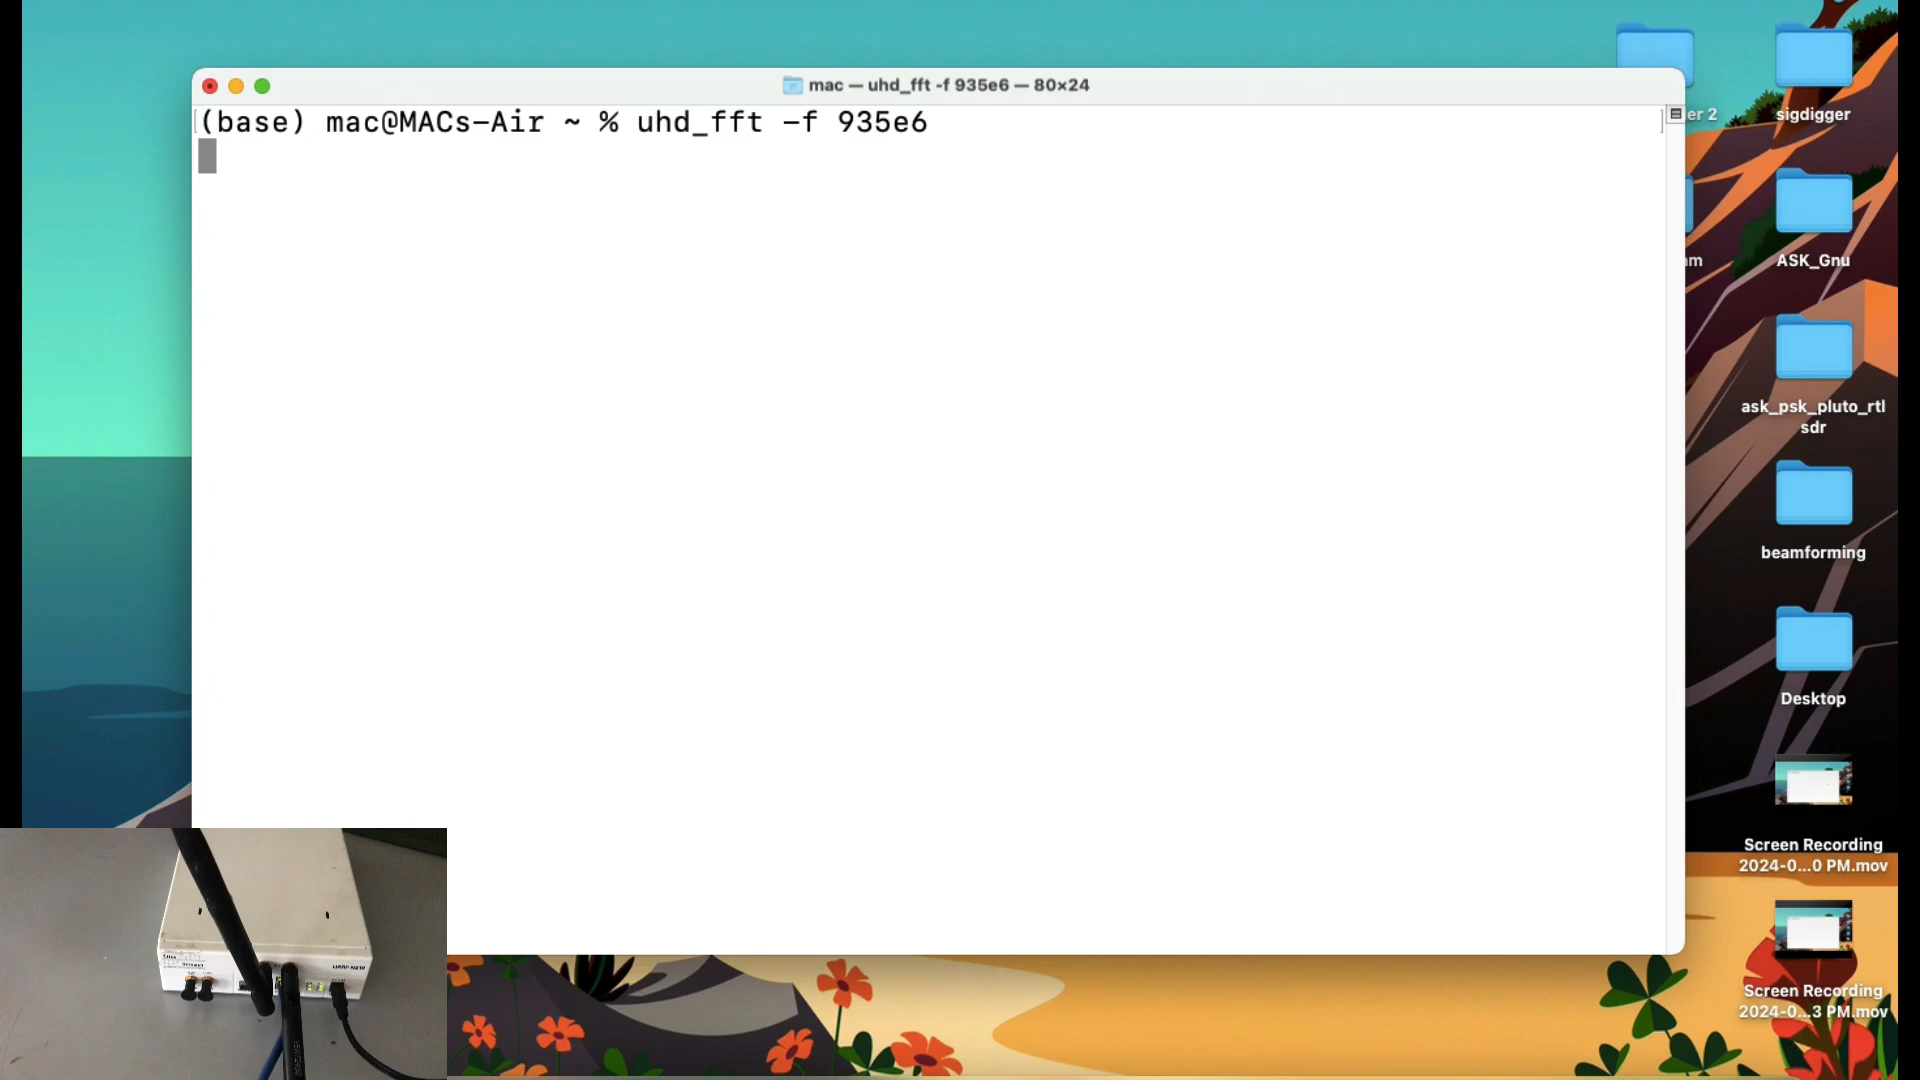 mac — uhd_fft -f 935e6 — 80×24
(base) mac@MACs-Air ~ % uhd_fft -f 935e6
er 2
sigdigger
ASK_Gnu
ask_psk_pluto_rtl
sdr
beamforming
Desktop
Screen Recording
2024-0...0 PM.mov
Screen Recording
2024-0...3 PM.mov